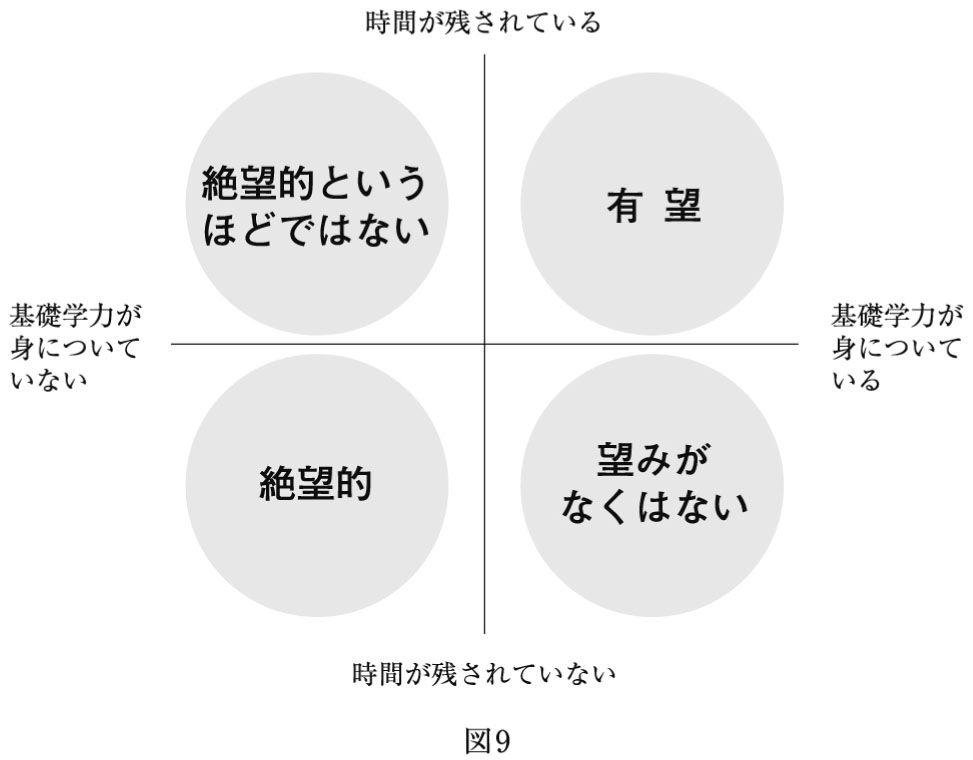 時間が残されている
絶望的という
ほどではない
有 望
基礎学力が
身について
いない
基礎学力が
身について
いる
絶望的
望みが
なくはない
時間が残されていない
図9